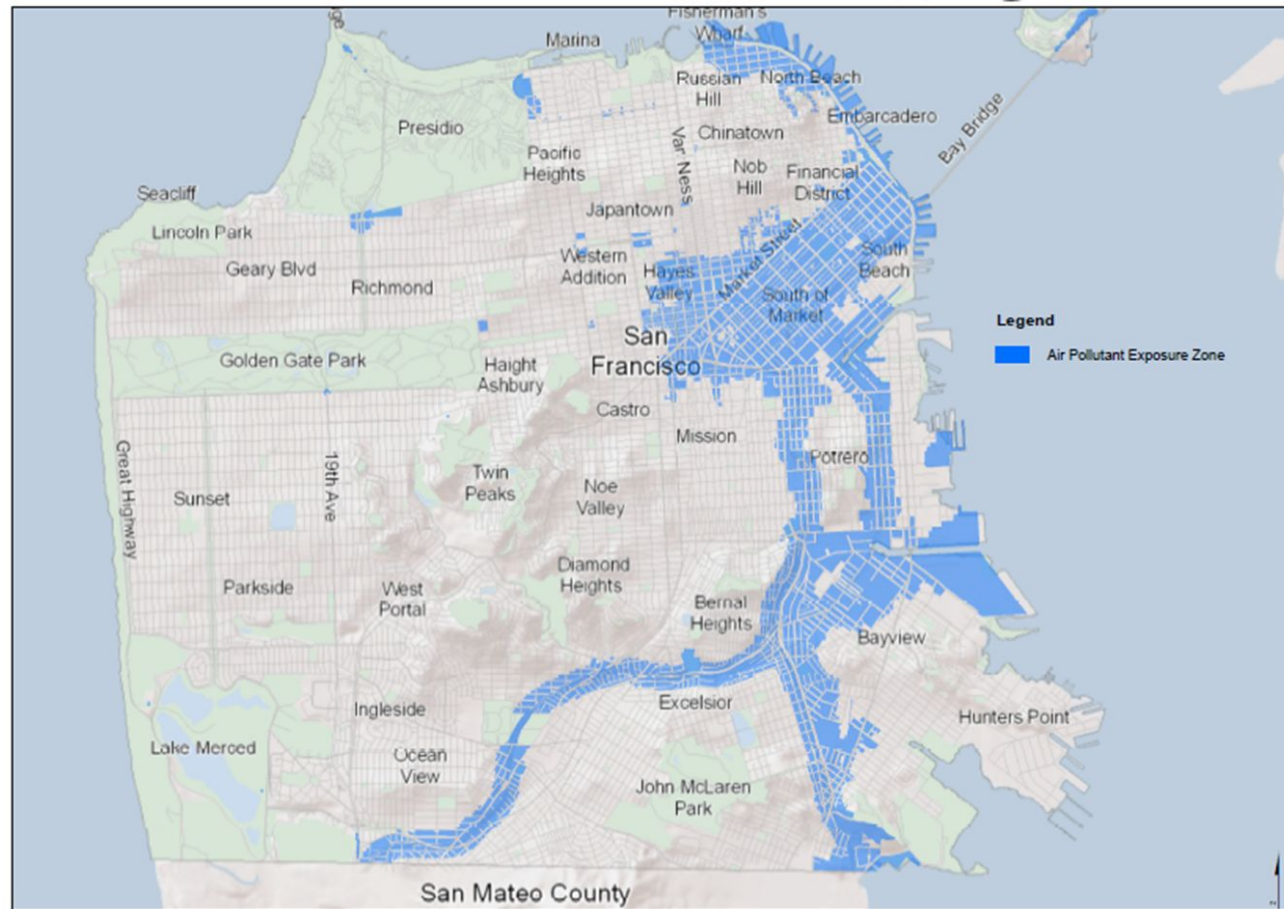 Fisherman's
Wharf
Marina
Russian
Hill
North Beach
Presidio
Chinatown
Embarcadero
Bay Bridge
Pacific
Heights
Van Ness
Nob
Hill
Financial
District
Seacliff
Japantown
Lincoln Park
Geary Blvd
Richmond
Western
Addition
Hayes
Valley
Market Street
South
Beach
South of
Market
Legend
Air Pollutant Exposure Zone
San
Francisco
Golden Gate Park
Haight
Ashbury
Castro
Mission
Potrero
Great Highway
19th Ave
Sunset
Twin
Peaks
Noe
Valley
Diamond
Heights
Parkside
West
Portal
Bernal
Heights
Bayview
Ingleside
Excelsior
Hunters Point
Lake Merced
Ocean
View
John McLaren
Park
San Mateo County